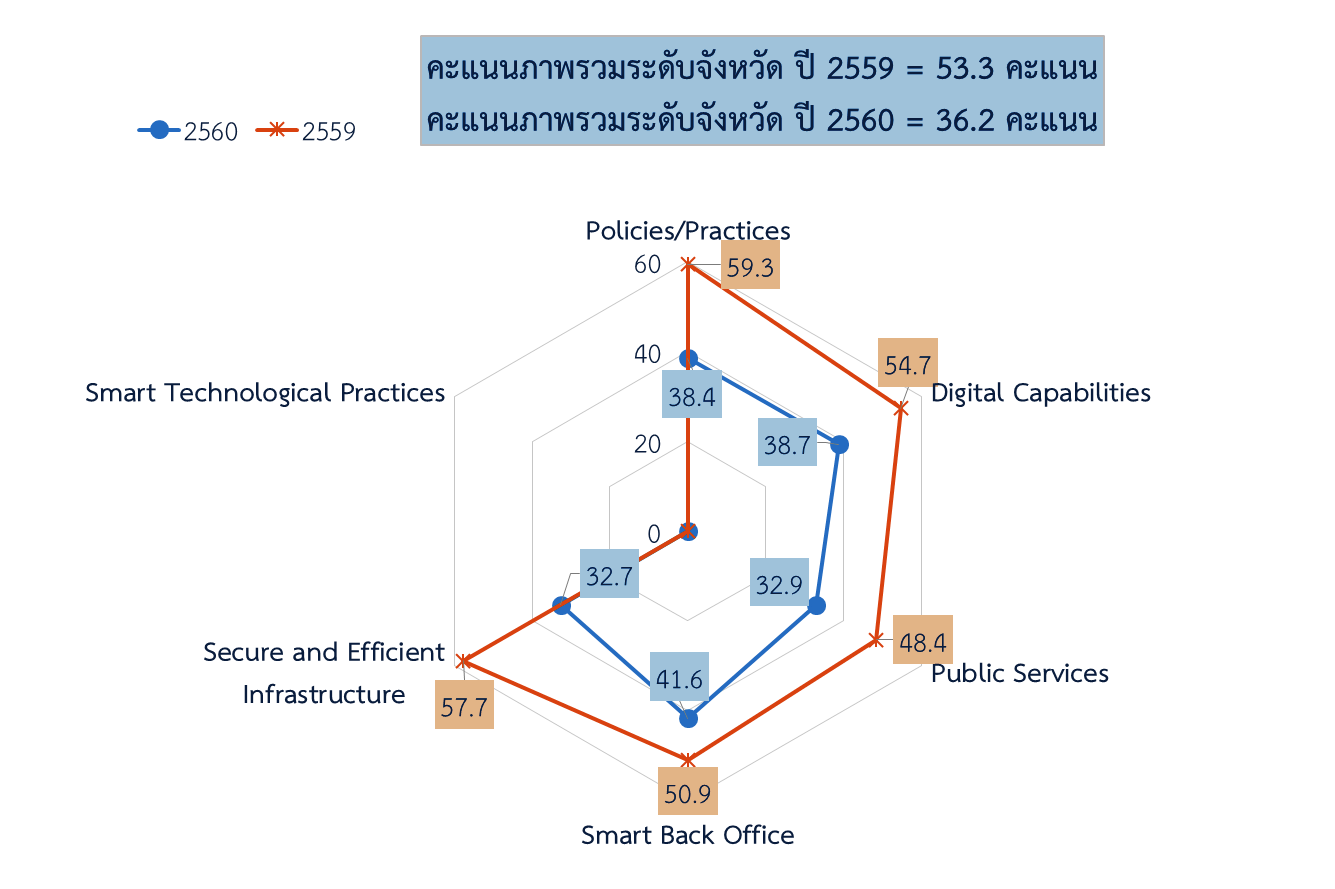 คะแนนภาพรวมระดับจังหวัด ปี 2559 = 53.3 คะแนน
คะแนนภาพรวมระดับจังหวัด ปี 2560 = 36.2 คะแนน
2560 2559
Policies/Practices
60
59.3
40
54.7
38.4
Smart Technological Practices
Digital Capabilities
20
38.7
0
32.7
32.9
48.4
Secure and Efficient
Infrastructure
Public Services
41.6
57.7
50.9
Smart Back Office